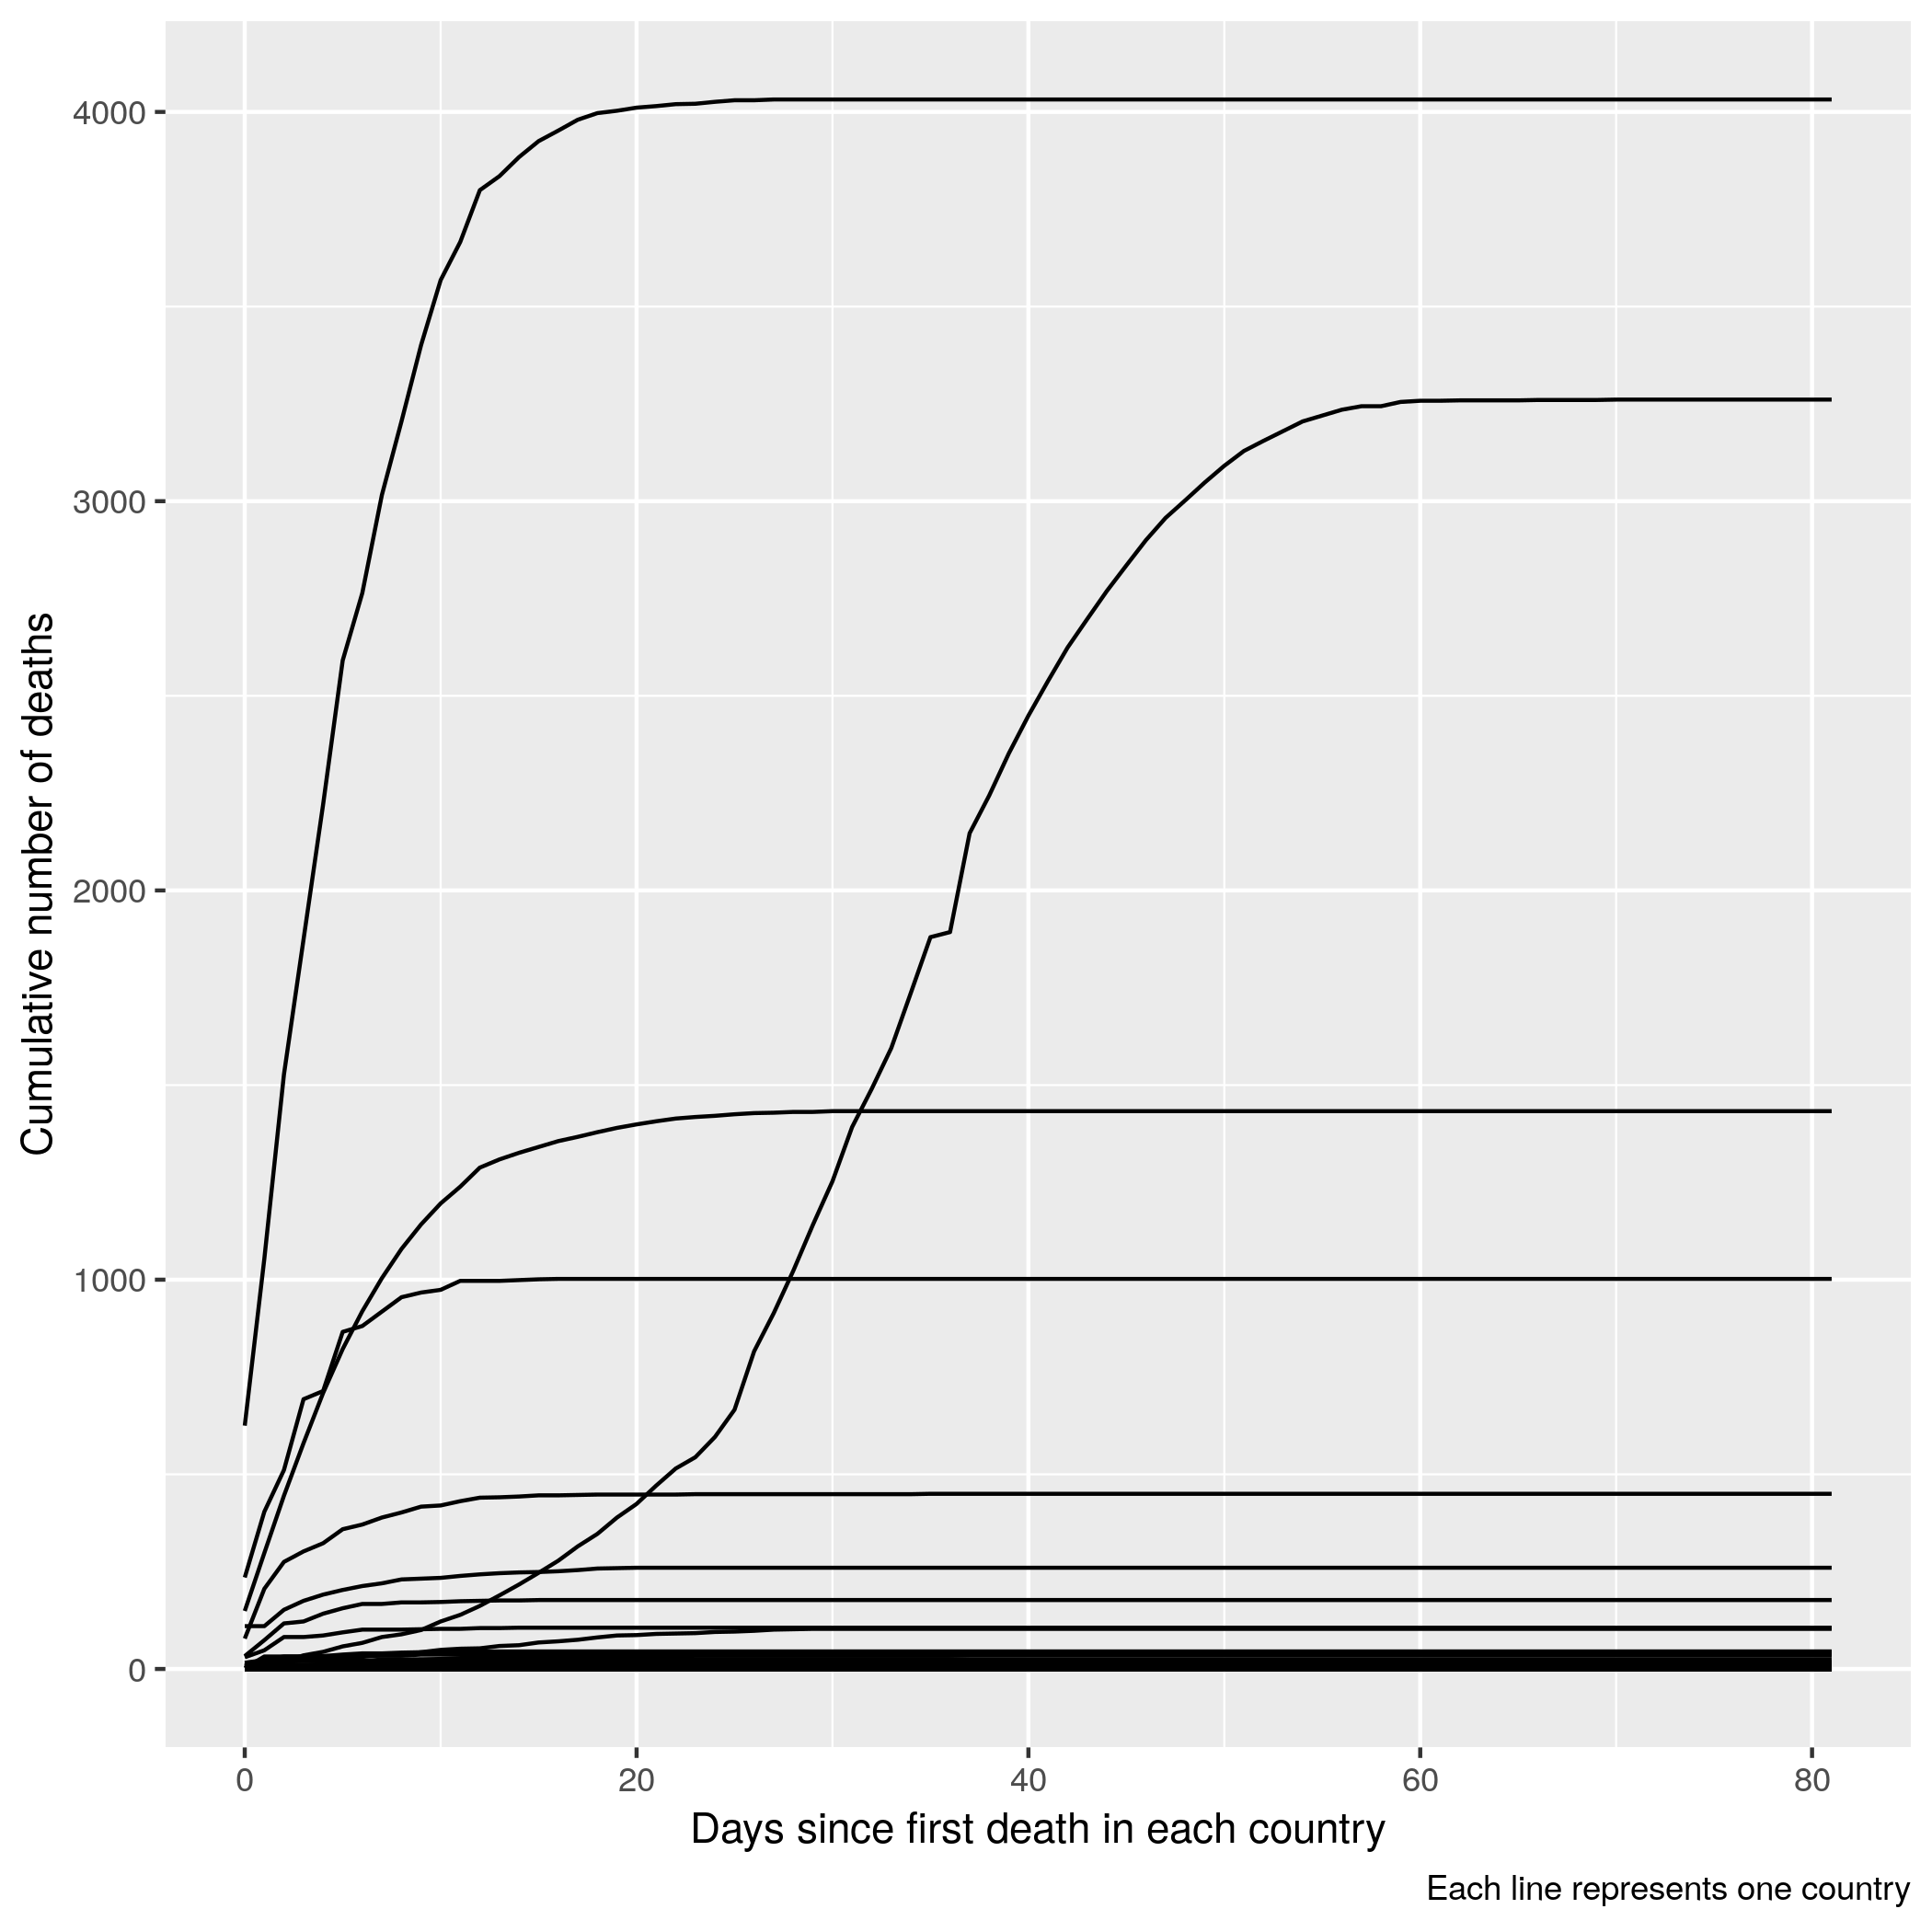 4000
3000
2000
1000
0
Cumulative number of deaths
0 20 40 60 80
Days since first death in each country
Each line represents one country